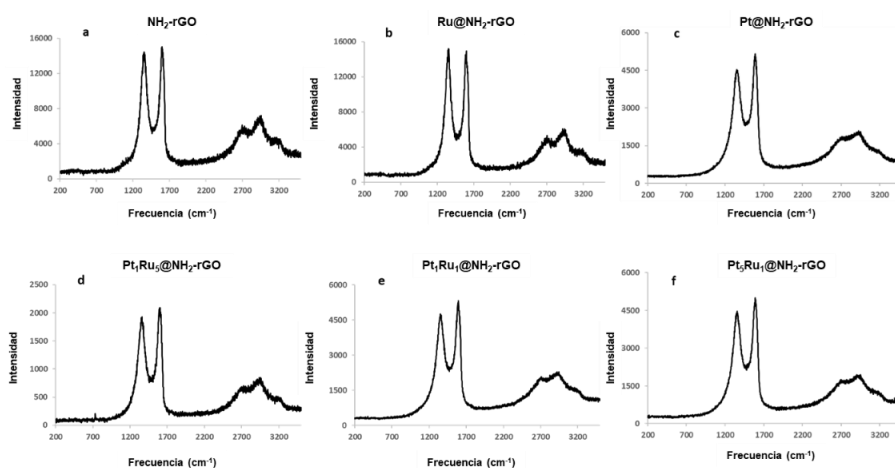 NH₂-rGO
a
Intensidad
16000
12000
8000
4000
0
200 700 1200 1700 2200 2700 3200
Frecuencia (cm⁻¹)
Ru@NH₂-rGO
b
Intensidad
16000
12000
8000
4000
0
200 700 1200 1700 2200 2700 3200
Frecuencia (cm⁻¹)
Pt@NH₂-rGO
c
Intensidad
6000
4500
3000
1500
0
200 700 1200 1700 2200 2700 3200
Frecuencia (cm⁻¹)
Pt₁Ru₅@NH₂-rGO
d
Intensidad
2500
2000
1500
1000
500
0
200 700 1200 1700 2200 2700 3200
Frecuencia (cm⁻¹)
Pt₁Ru₁@NH₂-rGO
e
Intensidad
6000
4500
3000
1500
0
200 700 1200 1700 2200 2700 3200
Frecuencia (cm⁻¹)
Pt₅Ru₁@NH₂-rGO
f
Intensidad
6000
4500
3000
1500
0
200 700 1200 1700 2200 2700 3200
Frecuencia (cm⁻¹)